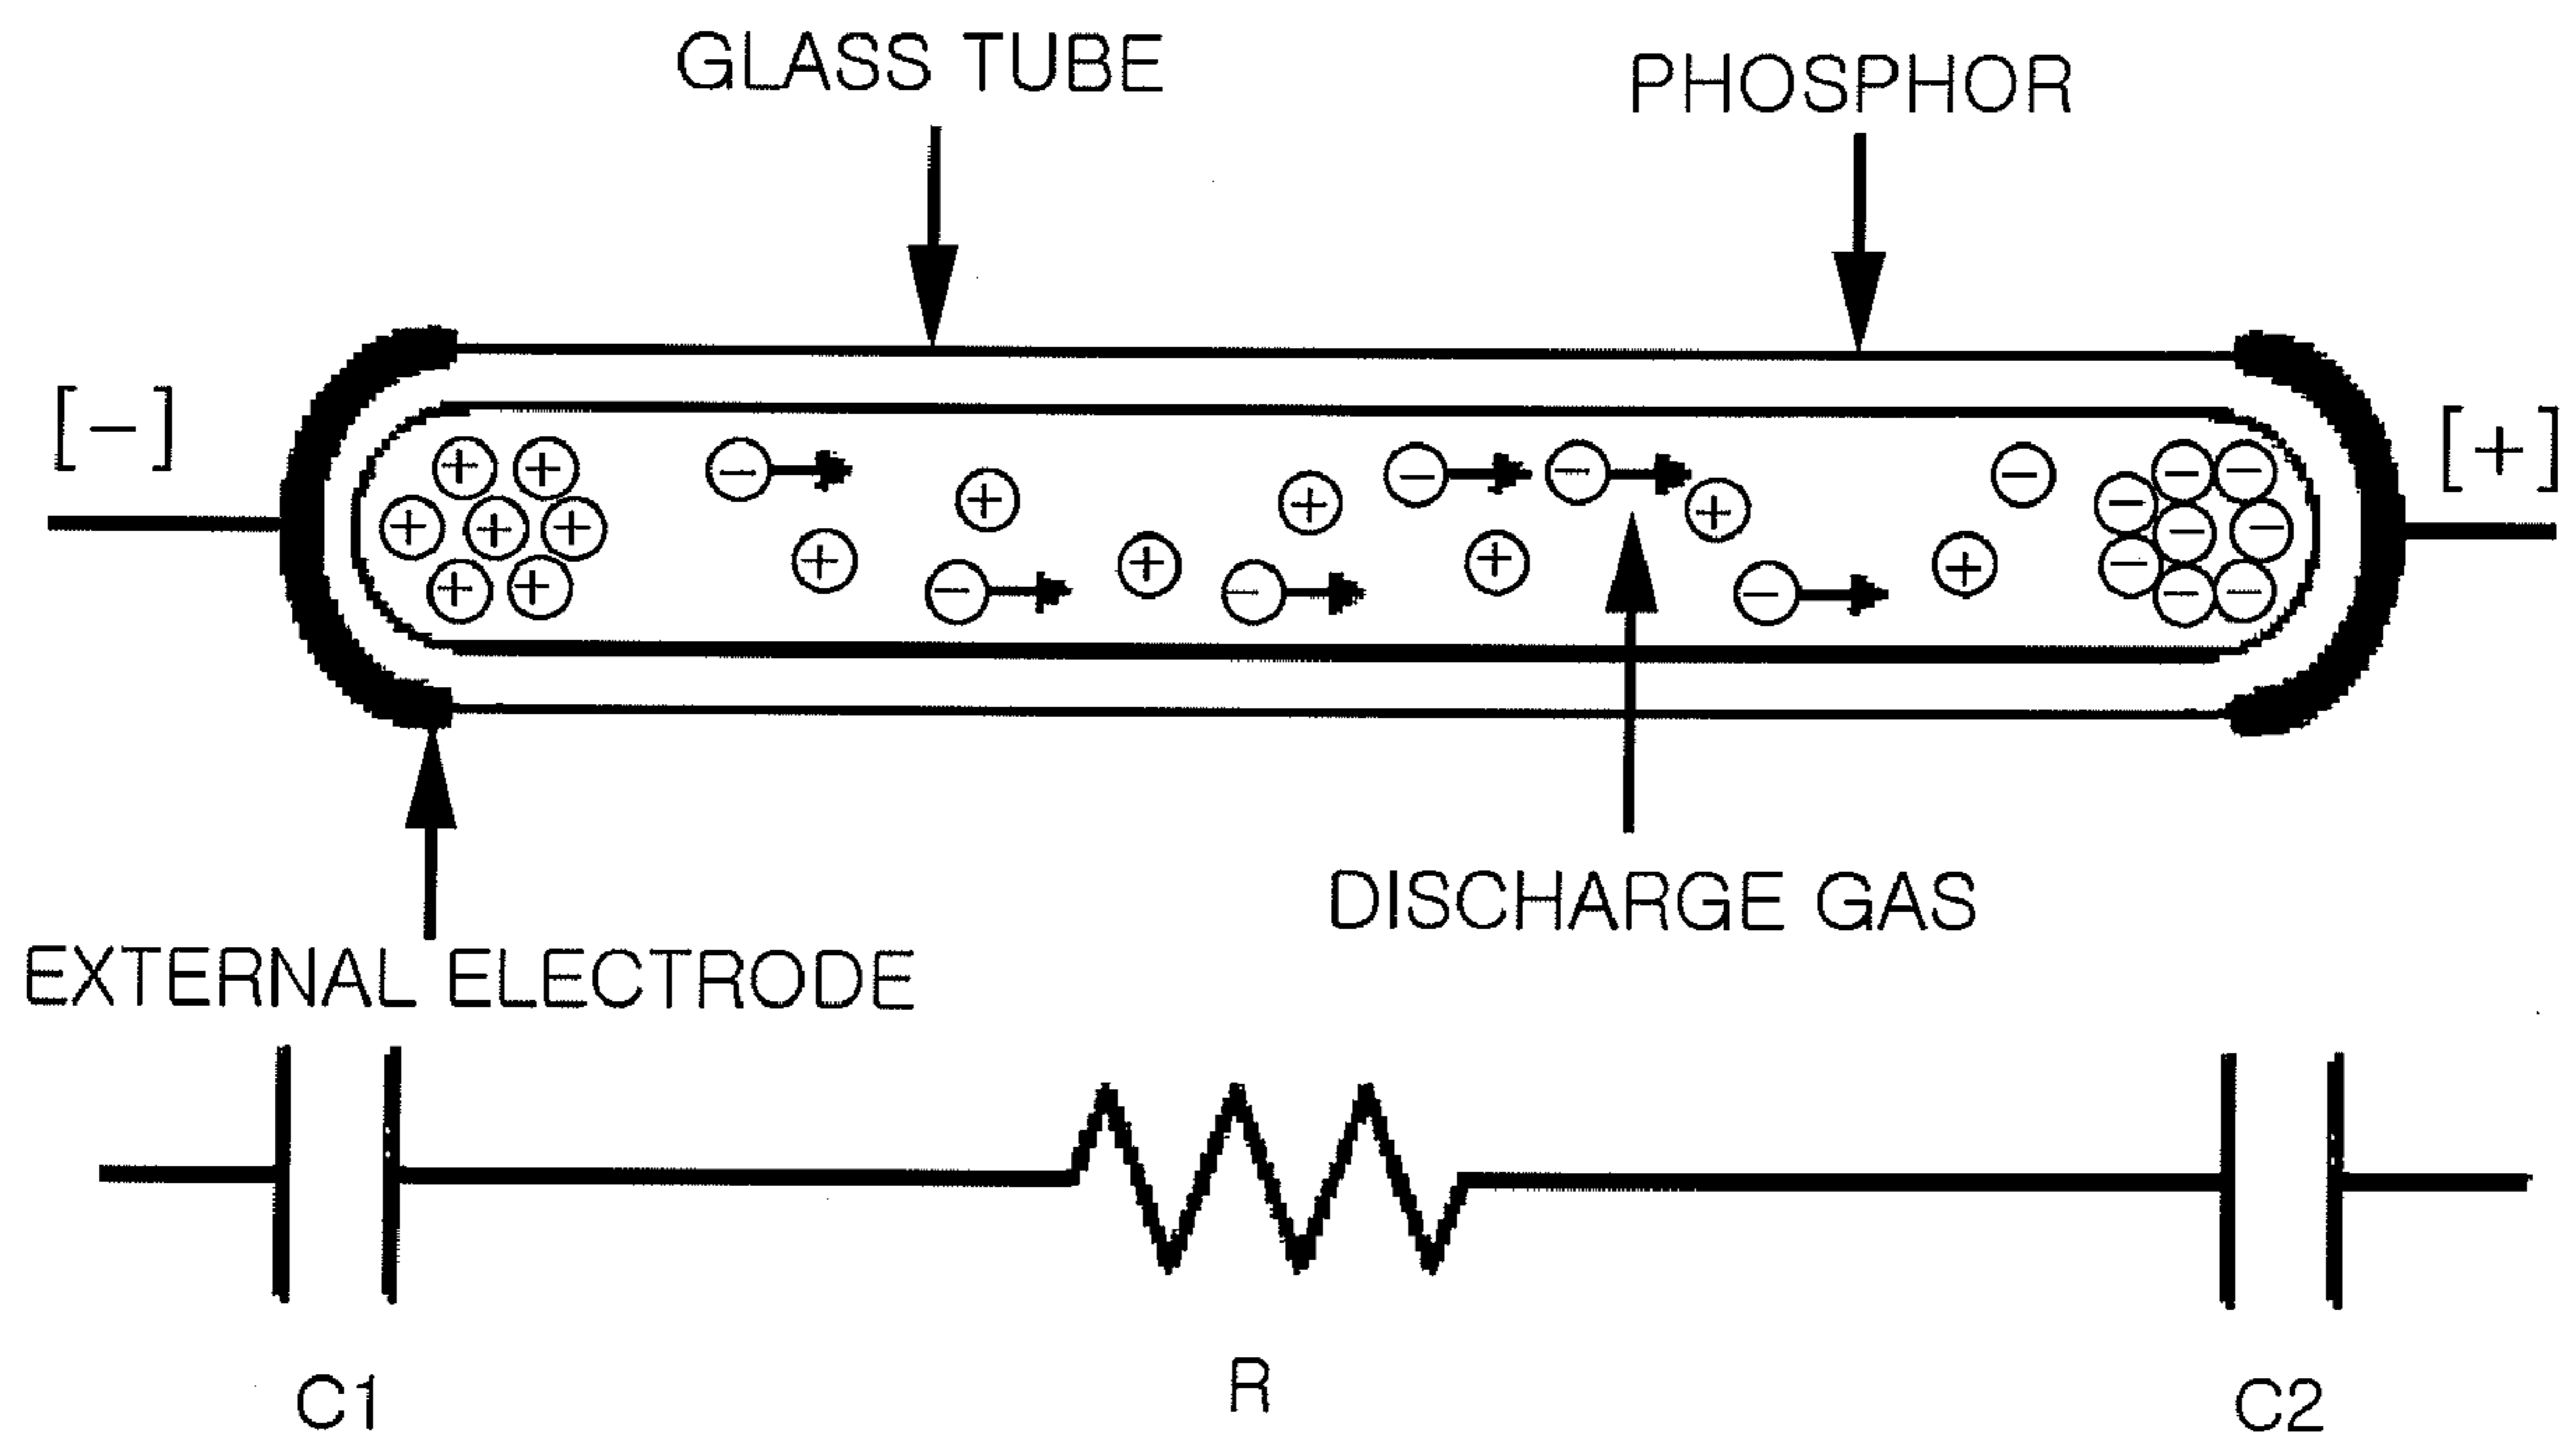 GLASS TUBE
PHOSPHOR
[-]
[+]
DISCHARGE GAS
EXTERNAL ELECTRODE
C1
R
C2